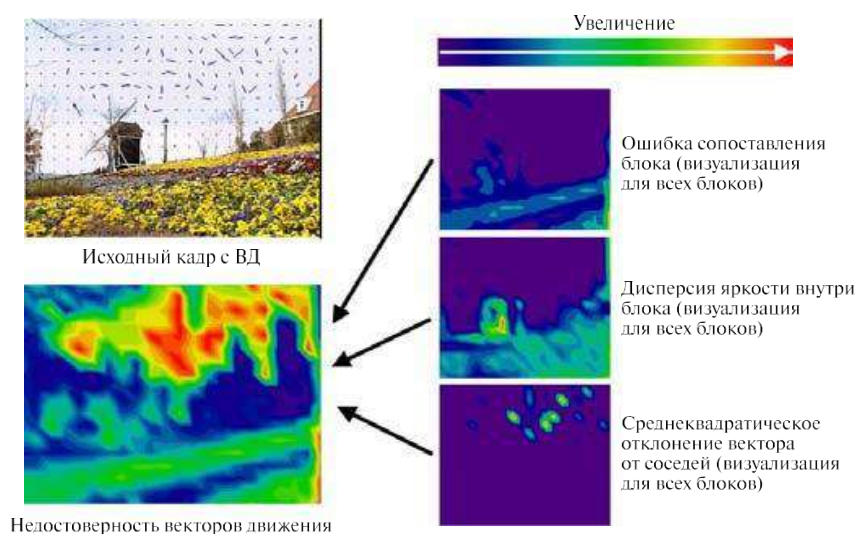 Увеличение
Ошибка сопоставления
блока (визуализация
для всех блоков)
Исходный кадр с ВД
Дисперсия яркости внутри
блока (визуализация
для всех блоков)
Среднеквадратическое
отклонение вектора
от соседей (визуализация
для всех блоков)
Недостоверность векторов движения